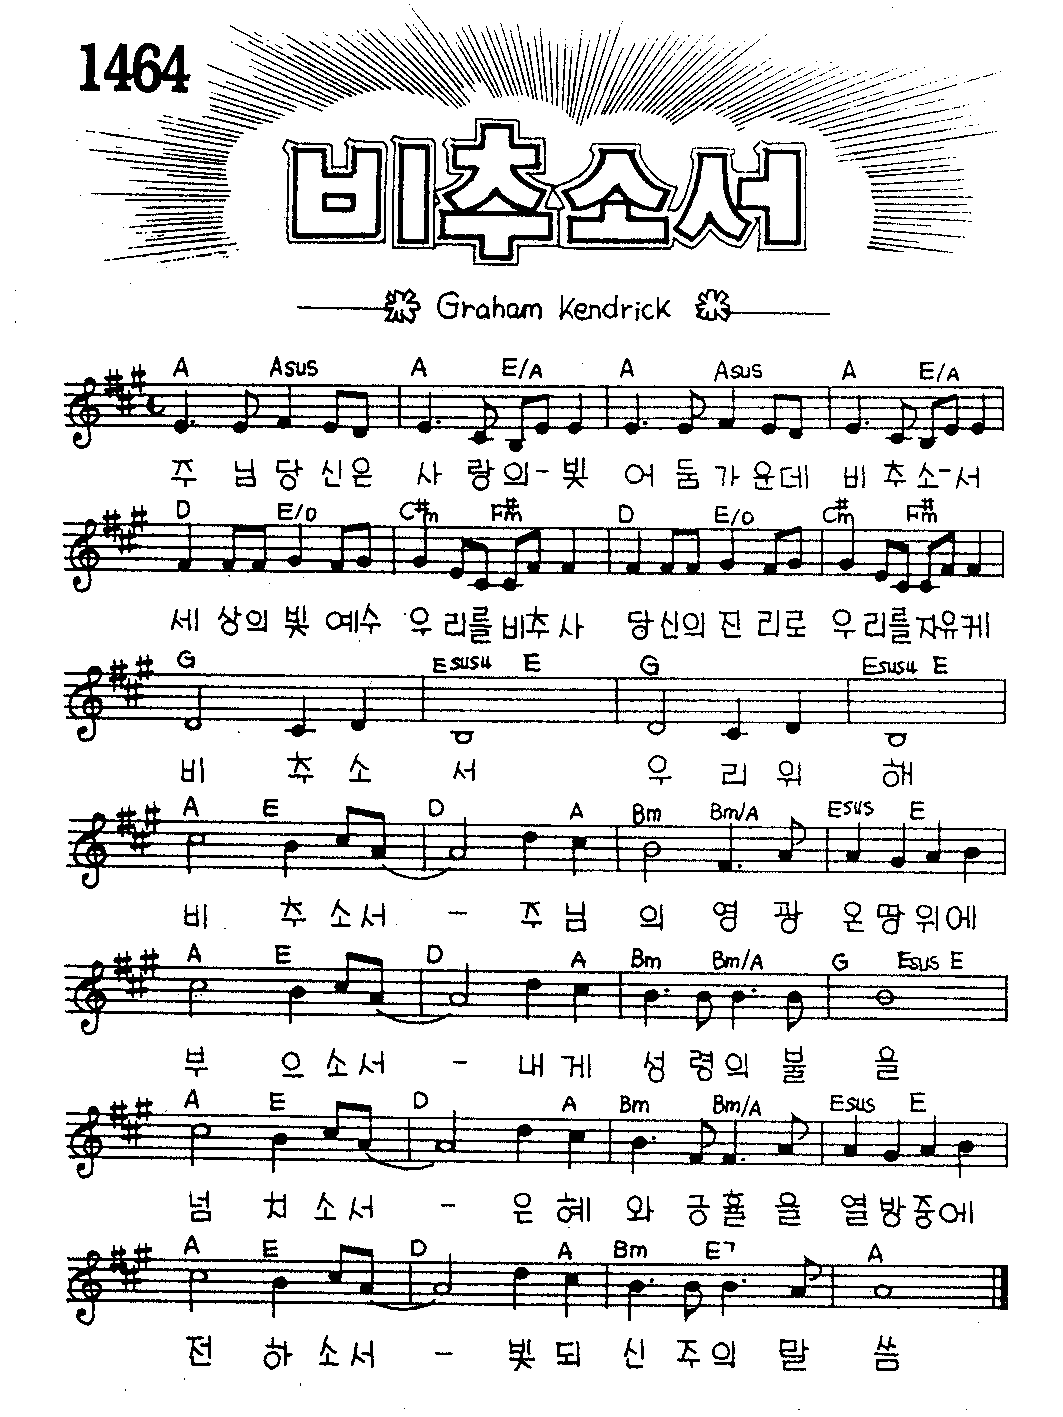 1464
비추소서
Graham Kendrick
A Asus A E/A A Asus A E/A
주 님 당 신 은 사 랑 의 - 빛 어 둠 가 운 데 비 추 소 - 서
D E/D C#m F#m D E/D C#m F#m
세 상 의 빛 예 수 우 리 를 비 추 사 당 신 의 진 리 로 우 리 를 자 유 케
G Esus4 E G Esus4 E
비 추 소 서 우 리 위 해
A E D A Bm Bm/A Esus E
비 추 소 서 - 주 님 의 영 광 온 땅 위 에
A E D A Bm Bm/A G Esus E
부 으 소 서 - 내 게 성 령 의 불 을
A E D A Bm Bm/A Esus E
넘 치 소 서 - 은 혜 와 긍 휼 을 열 방 중 에
A E D A Bm E7 A
전 하 소 서 - 빛 되 신 주 의 말 씀